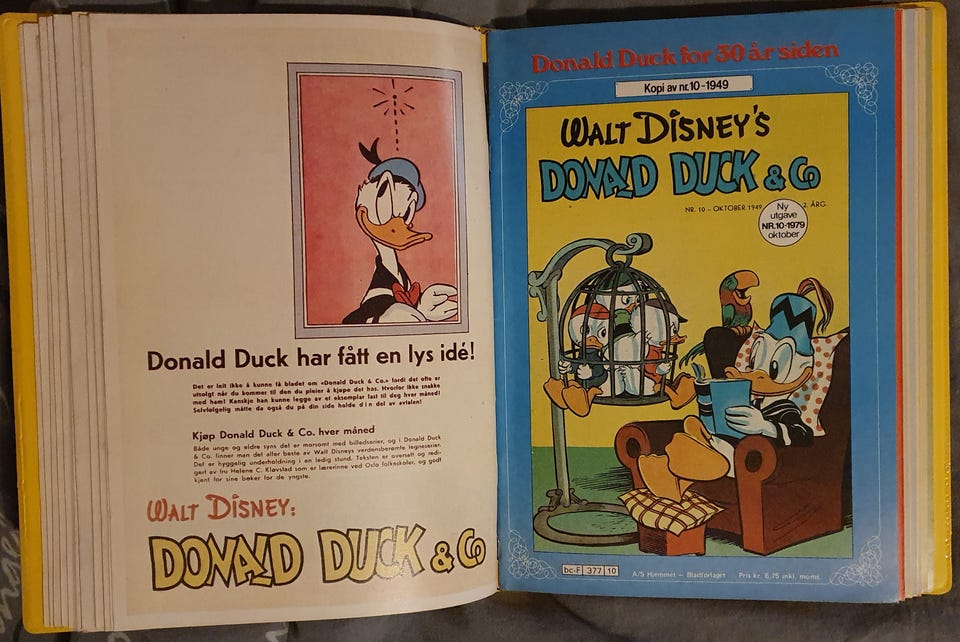 Donald Duck har fått en lys idé!
Det er leit ikke å kunne få bladet om «Donald Duck & Co.» fordi det ofte er
utsolgt når du kommer til den du pleier å kjøpe det hos. Hvorfor ikke snakke
med ham! Kanskje han kunne legge av et eksemplar fast til deg hver måned!
Selvfølgelig måtte da også du på din side holde din del av avtalen!
Kjøp Donald Duck & Co. hver måned
Både unge og eldre syns det er morsomt med billedserier, og i Donald Duck
& Co. finner man det aller beste av Walt Disneys verdensberømte tegneserier.
Det er hyggelig underholdning i en ledig stund. Teksten er oversatt og redi-
gert av fru Helene C. Kløvstad som er lærerinne ved Oslo folkeskoler, og godt
kjent for sine bøker for de yngste.
WALT DISNEY:
DONALD DUCK & Co
Donald Duck for 30 år siden
Kopi av nr. 10 - 1949
WALT DISNEY'S
DONALD DUCK & Co
NR. 10 - OKTOBER 1949
2. ÅRG.
Ny
utgave
NR. 10-1979
oktober
bc-F 377 10
A/S Hjemmet - Bladforlaget
Pris kr. 6,75 inkl. moms